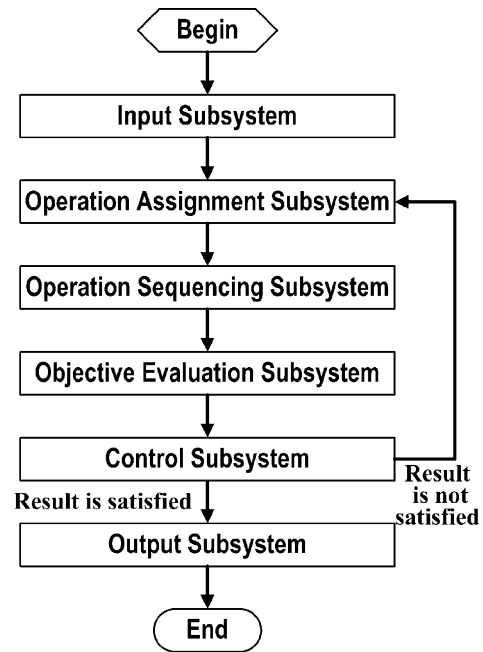 Begin
Input Subsystem
Operation Assignment Subsystem
Operation Sequencing Subsystem
Objective Evaluation Subsystem
Control Subsystem
Result is satisfied
Result
is not
satisfied
Output Subsystem
End